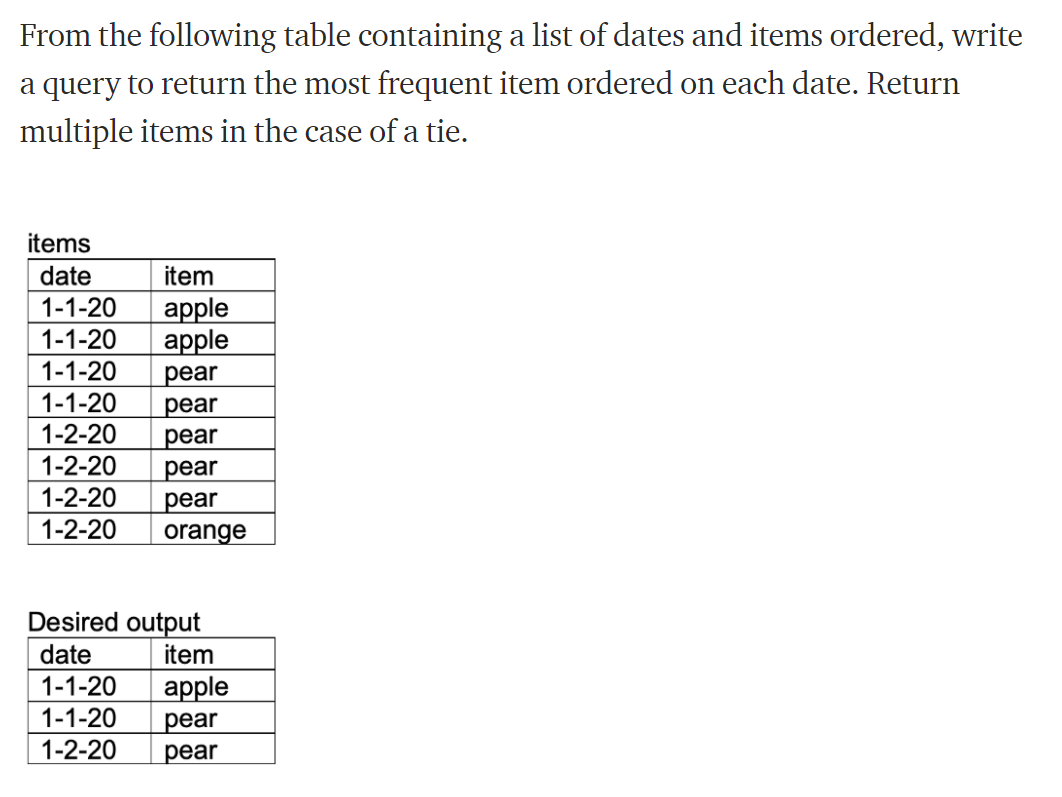 From the following table containing a list of dates and items ordered, write
a query to return the most frequent item ordered on each date. Return
multiple items in the case of a tie.
items
date item
1-1-20 apple
1-1-20 apple
1-1-20 pear
1-1-20 pear
1-2-20 pear
1-2-20 pear
1-2-20 pear
1-2-20 orange
Desired output
date item
1-1-20 apple
1-1-20 pear
1-2-20 pear